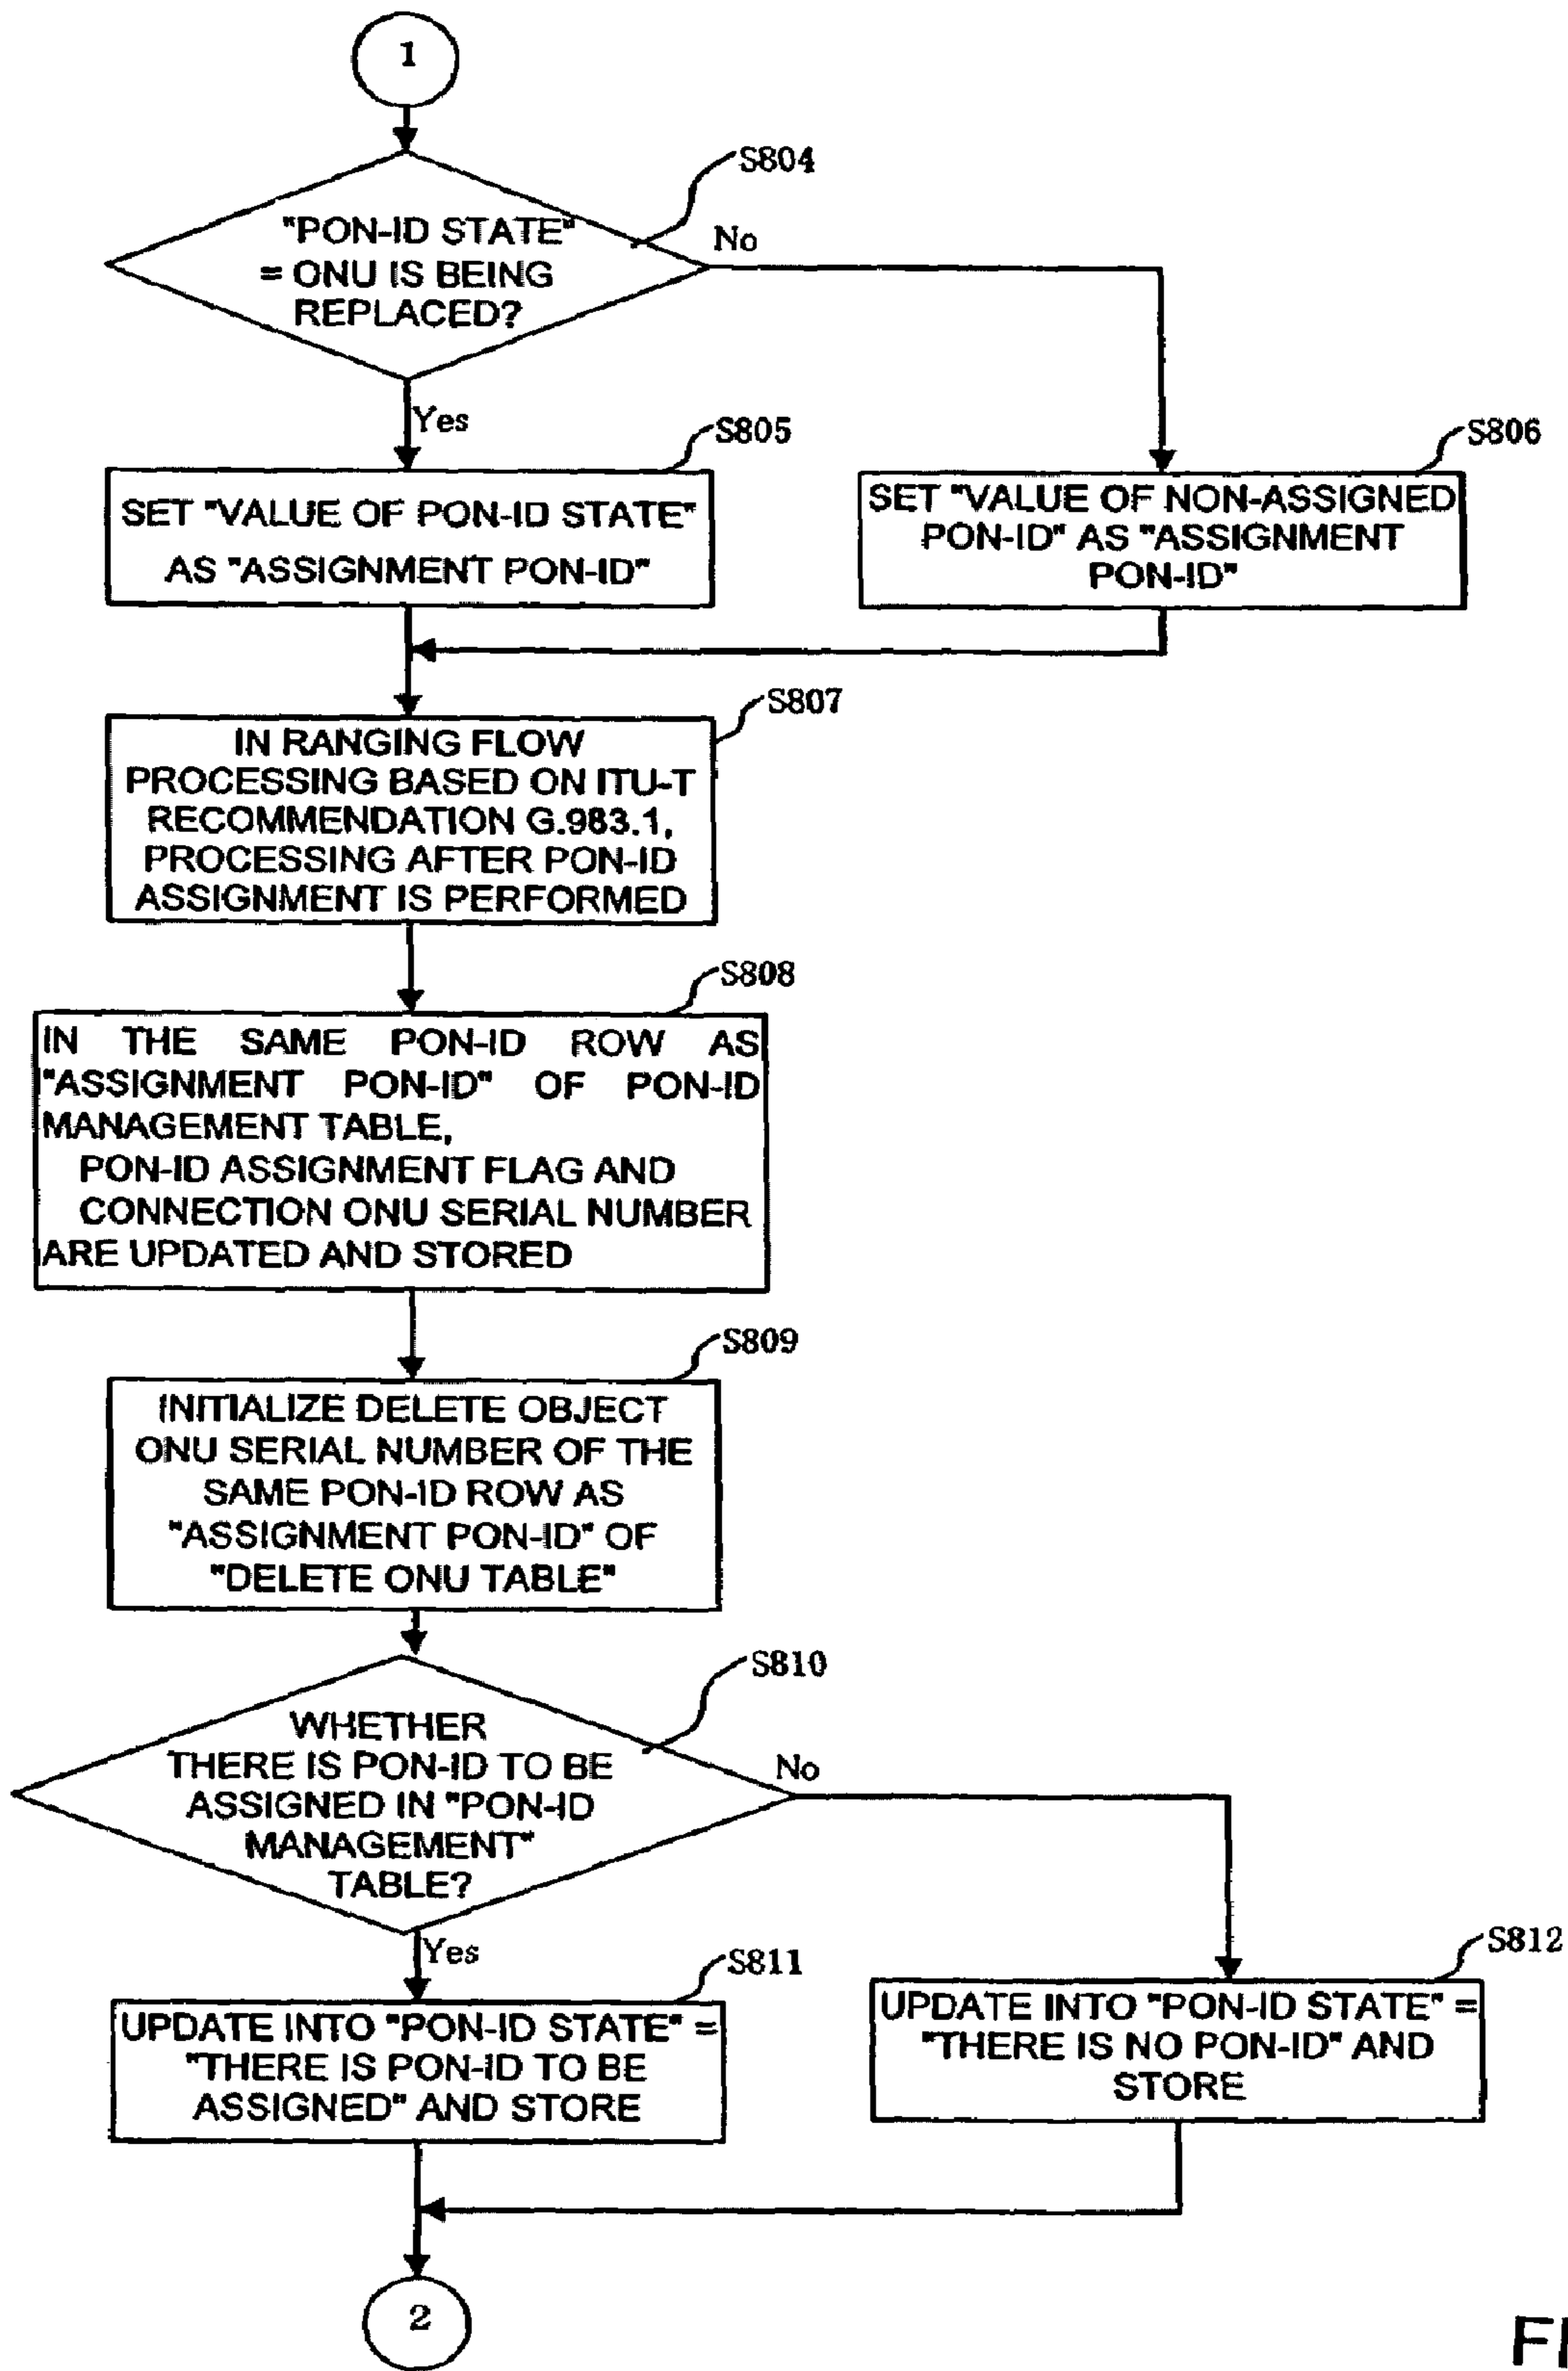 1
S804
"PON-ID STATE"
= ONU IS BEING
REPLACED?
No
Yes
S805
SET "VALUE OF PON-ID STATE"
AS "ASSIGNMENT PON-ID"
S806
SET "VALUE OF NON-ASSIGNED
PON-ID" AS "ASSIGNMENT
PON-ID"
S807
IN RANGING FLOW
PROCESSING BASED ON ITU-T
RECOMMENDATION G.983.1,
PROCESSING AFTER PON-ID
ASSIGNMENT IS PERFORMED
S808
IN THE SAME PON-ID ROW AS
"ASSIGNMENT PON-ID" OF PON-ID
MANAGEMENT TABLE,
PON-ID ASSIGNMENT FLAG AND
CONNECTION ONU SERIAL NUMBER
ARE UPDATED AND STORED
S809
INITIALIZE DELETE OBJECT
ONU SERIAL NUMBER OF THE
SAME PON-ID ROW AS
"ASSIGNMENT PON-ID" OF
"DELETE ONU TABLE"
S810
WHETHER
THERE IS PON-ID TO BE
ASSIGNED IN "PON-ID
MANAGEMENT"
TABLE?
No
Yes
S811
UPDATE INTO "PON-ID STATE" =
"THERE IS PON-ID TO BE
ASSIGNED" AND STORE
S812
UPDATE INTO "PON-ID STATE" =
"THERE IS NO PON-ID" AND
STORE
2